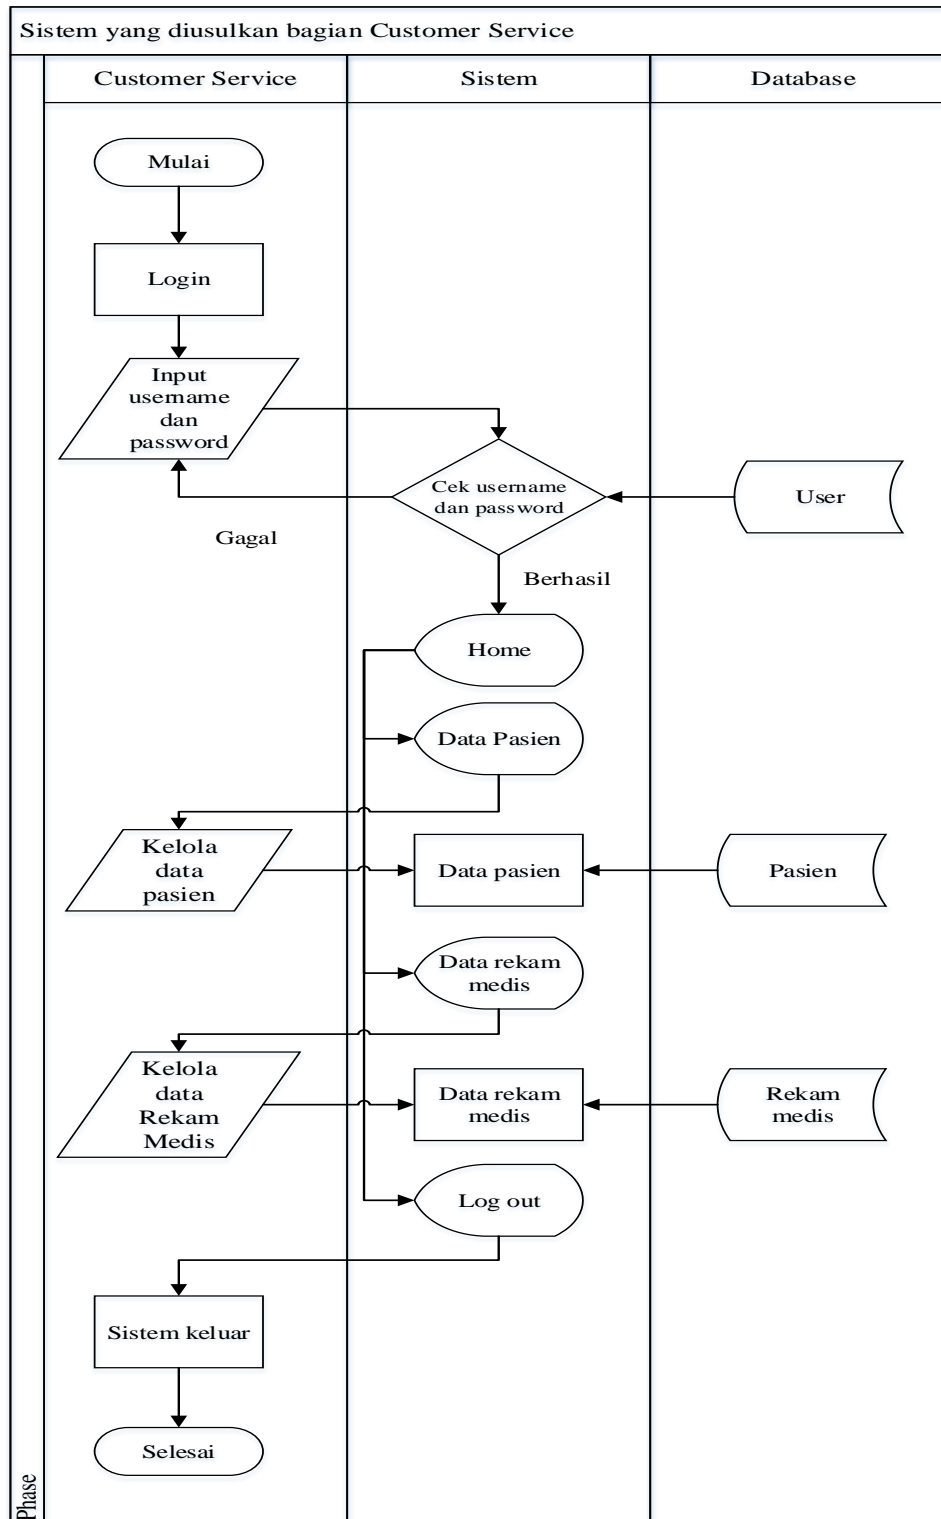 Sistem yang diusulkan bagian Customer Service
Customer Service
Sistem
Database
Mulai
Login
Input
username
dan
password
Cek username
dan password
User
Gagal
Berhasil
Home
Data Pasien
Kelola
data
pasien
Data pasien
Pasien
Data rekam
medis
Kelola
data
Rekam
Medis
Data rekam
medis
Rekam
medis
Log out
Sistem keluar
Selesai
Phase